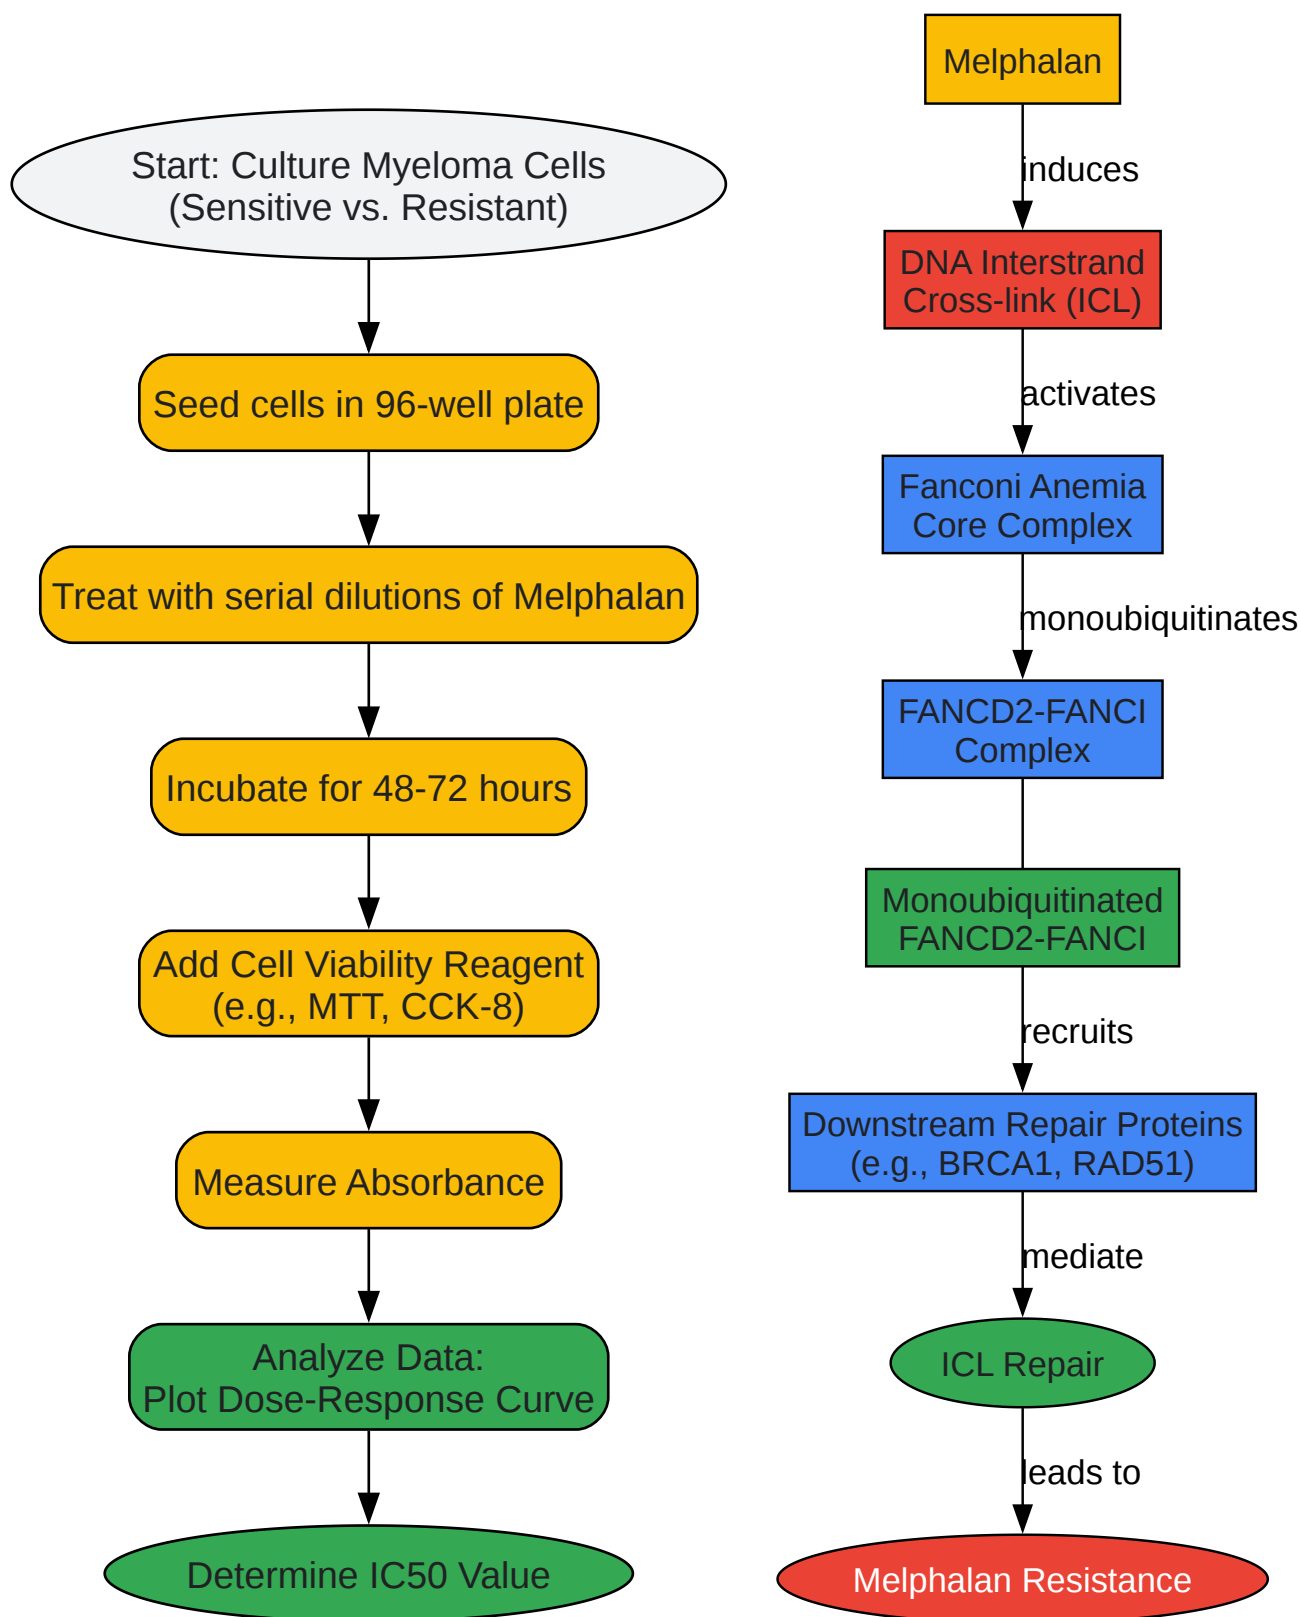 Start: Culture Myeloma Cells
(Sensitive vs. Resistant)
Seed cells in 96-well plate
Treat with serial dilutions of Melphalan
Incubate for 48-72 hours
Add Cell Viability Reagent
(e.g., MTT, CCK-8)
Measure Absorbance
Analyze Data:
Plot Dose-Response Curve
Determine IC50 Value
Melphalan
induces
DNA Interstrand
Cross-link (ICL)
activates
Fanconi Anemia
Core Complex
monoubiquitinates
FANCD2-FANCI
Complex
Monoubiquitinated
FANCD2-FANCI
recruits
Downstream Repair Proteins
(e.g., BRCA1, RAD51)
mediate
ICL Repair
leads to
Melphalan Resistance